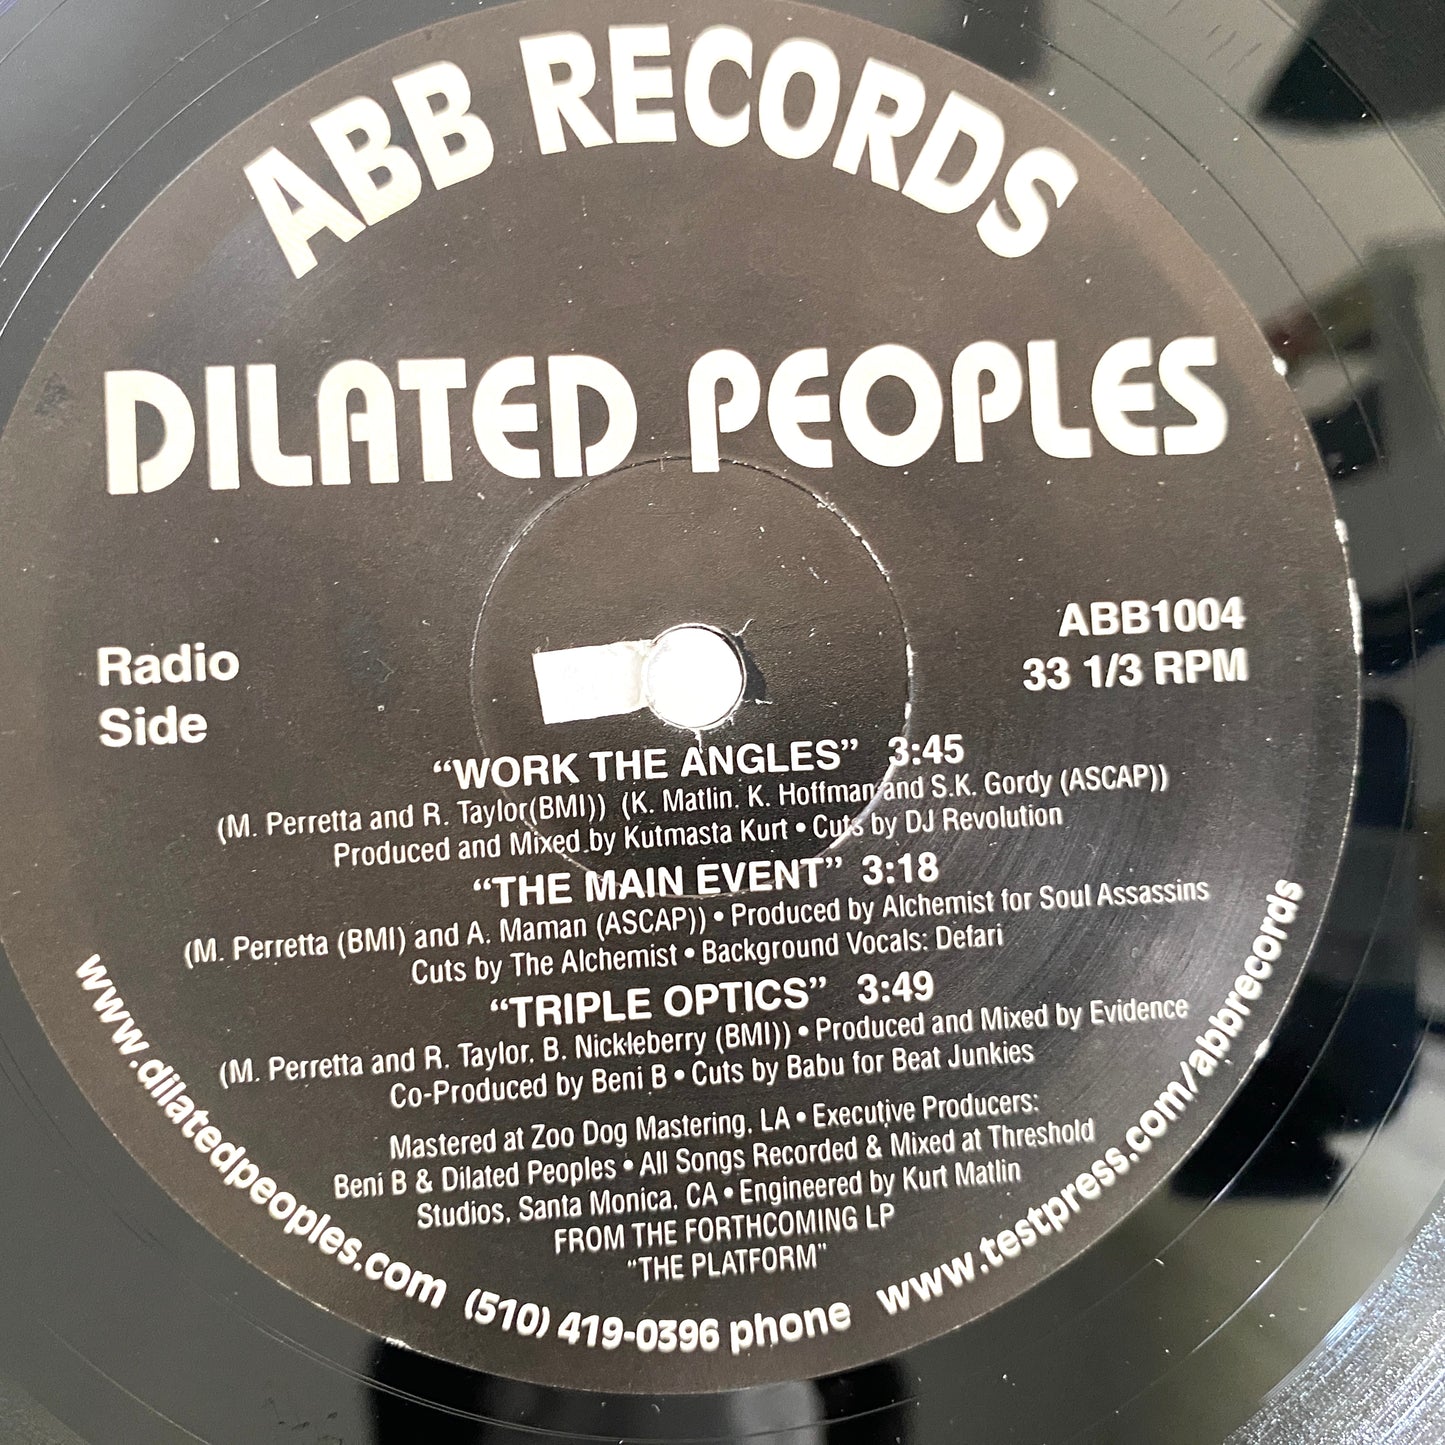 ABB RECORDS
DILATED PEOPLES
Radio
Side
ABB1004
33 1/3 RPM
“WORK THE ANGLES” 3:45
(M. Perretta and R. Taylor(BMI)) (K. Matlin. K. Hoffman and S.K. Gordy (ASCAP))
Produced and Mixed by Kutmasta Kurt • Cuts by DJ Revolution
“THE MAIN EVENT” 3:18
(M. Perretta (BMI) and A. Maman (ASCAP)) • Produced by Alchemist for Soul Assassins
Cuts by The Alchemist • Background Vocals: Defari
“TRIPLE OPTICS” 3:49
(M. Perretta and R. Taylor. B. Nickleberry (BMI)) • Produced and Mixed by Evidence
Co-Produced by Beni B • Cuts by Babu for Beat Junkies
Mastered at Zoo Dog Mastering. LA • Executive Producers:
Beni B & Dilated Peoples • All Songs Recorded & Mixed at Threshold
Studios. Santa Monica. CA • Engineered by Kurt Matlin
FROM THE FORTHCOMING LP
“THE PLATFORM”
www.dilatedpeoples.com (510) 419-0396 phone www.testpress.com/abbrecords